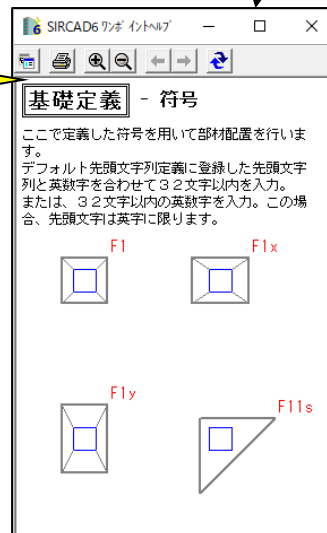 SIRCAD6 ﾜﾝﾎﾟｲﾝﾄﾍﾙﾌﾟ
基礎定義 - 符号
ここで定義した符号を用いて部材配置を行いま
す。
デフォルト先頭文字列定義に登録した先頭文字
列と英数字を合わせて３２文字以内を入力。
または、３２文字以内の英数字を入力。この場
合、先頭文字は英字に限ります。
F1 F1x
F1y
F11s